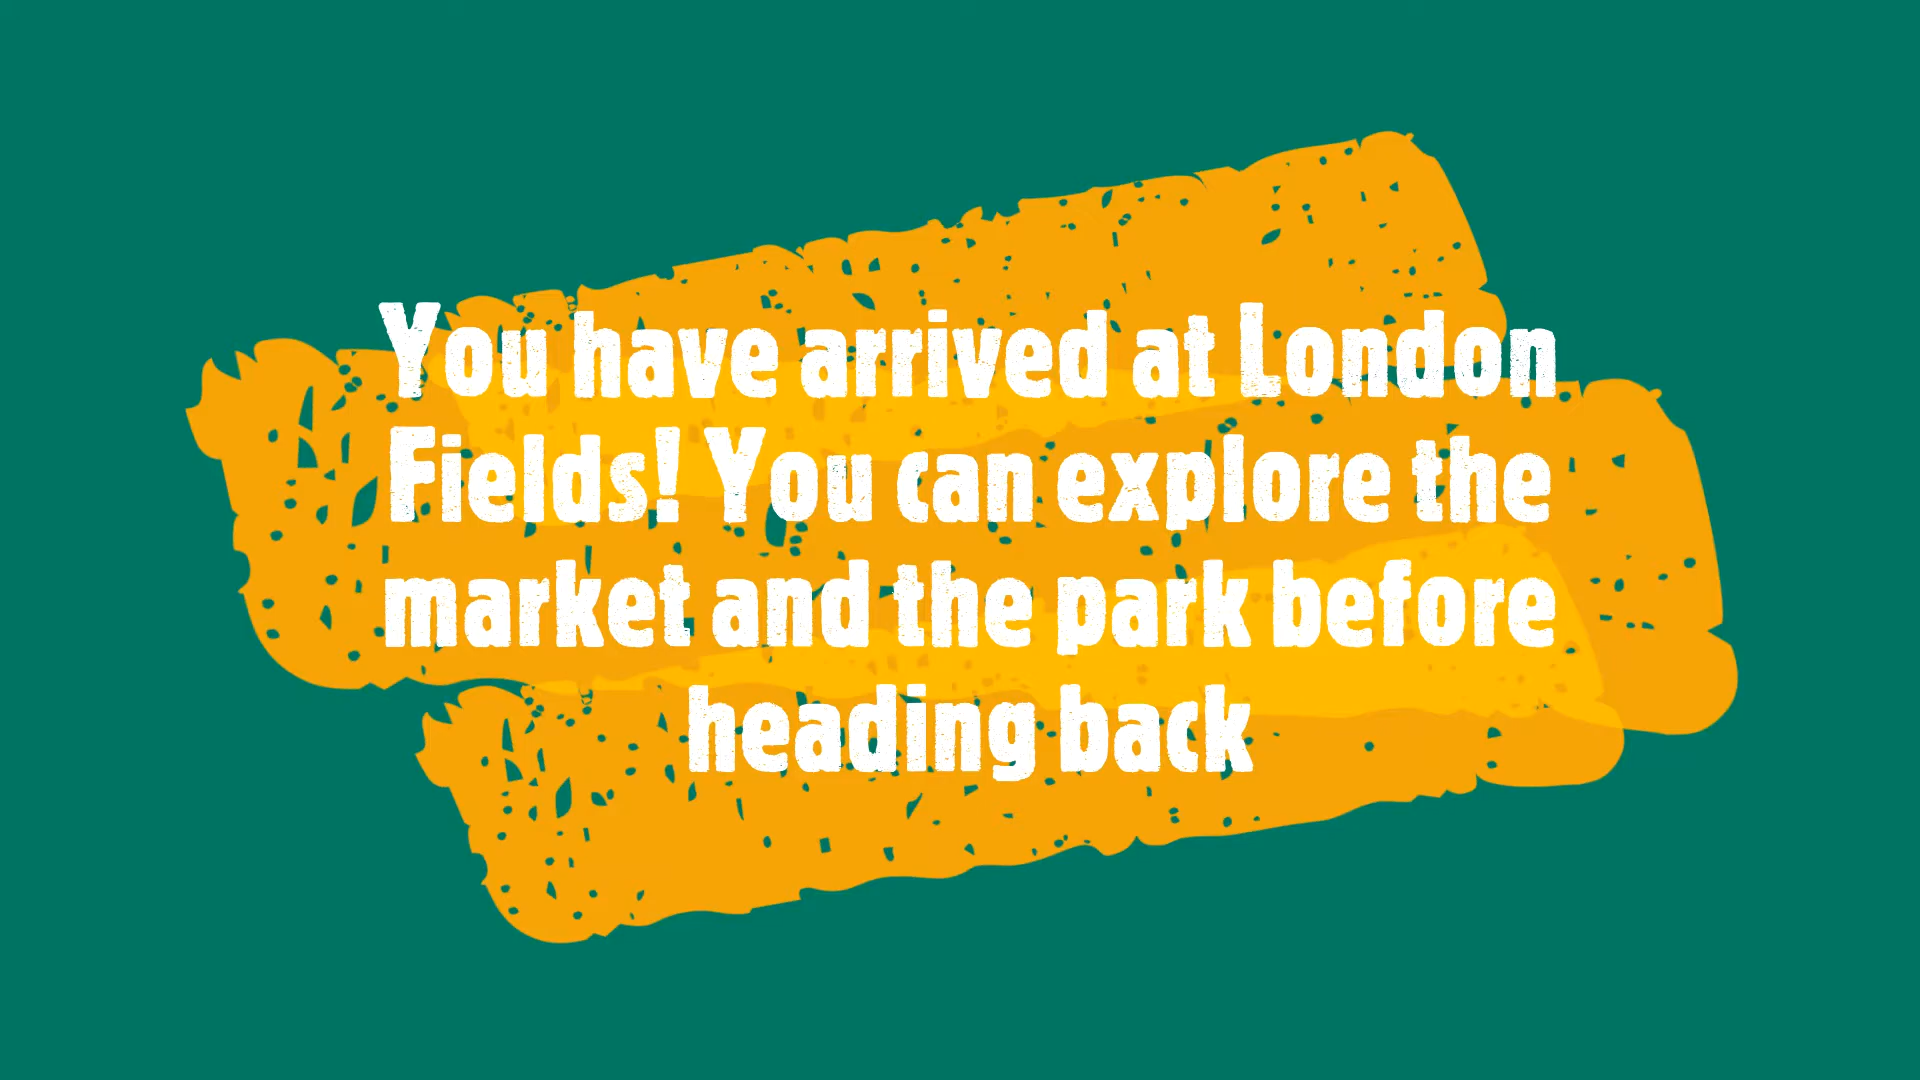 You have arrived at London
Fields! You can explore the
market and the park before
heading back